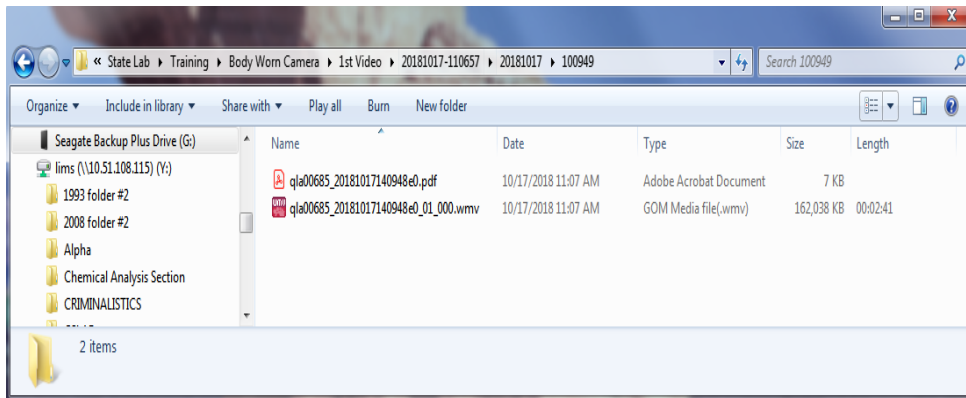 « State Lab ▸ Training ▸ Body Worn Camera ▸ 1st Video ▸ 20181017-110657 ▸ 20181017 ▸ 100949
Search 100949
Organize Include in library Share with Play all Burn New folder
Seagate Backup Plus Drive (G:)
lims (\\10.51.108.115) (Y:)
1993 folder #2
2008 folder #2
Alpha
Chemical Analysis Section
CRIMINALISTICS
Name Date Type Size Length
qla00685_20181017140948e0.pdf 10/17/2018 11:07 AM Adobe Acrobat Document 7 KB
qla00685_20181017140948e0_01_000.wmv 10/17/2018 11:07 AM GOM Media file(.wmv) 162,038 KB 00:02:41
2 items